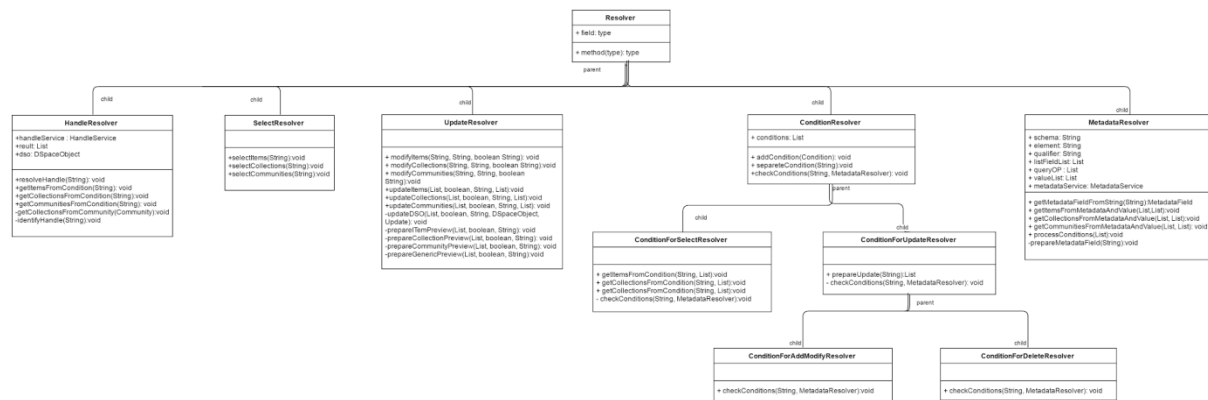 Resolver
+ field: type
+ method(type): type
parent
child
child
child
child
child
HandleResolver
+handleService : HandleService
+reult: List
+dso: DSpaceObject
+resolveHandle(String): void
+getItemsFromCondition(String): void
+getCollectionsFromCondition(String): void
+getCommunitiesFromCondition(String): void
-getCollectionsFromCommunity(Community):void
-identifyHandle(String):void
SelectResolver
+selectItems(String):void
+selectCollections(String):void
+selectCommunities(String):void
UpdateResolver
+ modifyItems(String, String, boolean String): void
+ modifyCollections(String, String, boolean String): void
+ modifyCommunities(String, String, boolean
String):void
+updateItems(List, boolean, String, List):void
+updateCollections(List, boolean, String, List):void
+updateCommunities(List, boolean, String, List): void
-updateDSO(List, boolean, String, DSpaceObject,
Update): void
-prepareItemPreview(List, boolean, String): void
-prepareCollectionPreview(List, boolean, String): void
-prepareCommunityPreview(List, boolean, String): void
-prepareGenericPreview(List, boolean, String):void
ConditionResolver
+ conditions: List
+ addCondition(Condition): void
+ separeteCondition(String): void
+checkConditions(String, MetadataResolver): void
MetadataResolver
+ schema: String
+ element: String
+ qualifier: String
+ listFieldList: List
+ queryOP : List
+ valueList: List
+ metadataService: MetadataService
+ getMetadataFieldFromString(String):MetadataField
+ getItemsFromMetadataAndValue(List,List): void
+ getCollectionsFromMetadataAndValue(List, List):void
+ getCommunitiesFromMetadataAndValue(List, List): void
+ processConditions(List):void
-prepareMetadataField(String):void
parent
child
child
ConditionForSelectResolver
+ getItemsFromCondition(String, List):void
+ getCollectionsFromCondition(String, List):void
+ getCollectionsFromCondition(String, List):void
- checkConditions(String, MetadataResolver):void
ConditionForUpdateResolver
+ prepareUpdate(String):List
- checkConditions(String, MetadataResolver): void
parent
child
child
ConditionForAddModifyResolver
+ checkConditions(String, MetadataResolver):void
ConditionForDeleteResolver
+ checkConditions(String, MetadataResolver): void